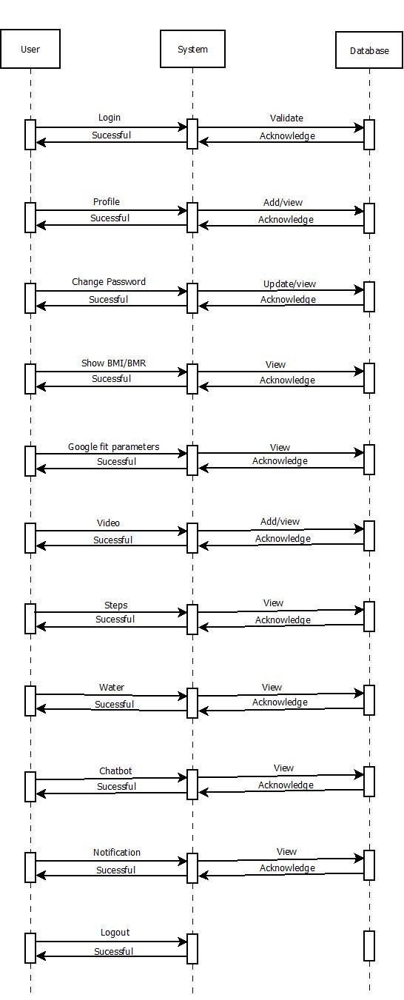 User
System
Database
Login
Validate
Sucessful
Acknowledge
Profile
Add/view
Sucessful
Acknowledge
Change Password
Update/view
Sucessful
Acknowledge
Show BMI/BMR
View
Sucessful
Acknowledge
Google fit parameters
View
Sucessful
Acknowledge
Video
Add/view
Sucessful
Acknowledge
Steps
View
Sucessful
Acknowledge
Water
View
Sucessful
Acknowledge
Chatbot
View
Sucessful
Acknowledge
Notification
View
Sucessful
Acknowledge
Logout
Sucessful